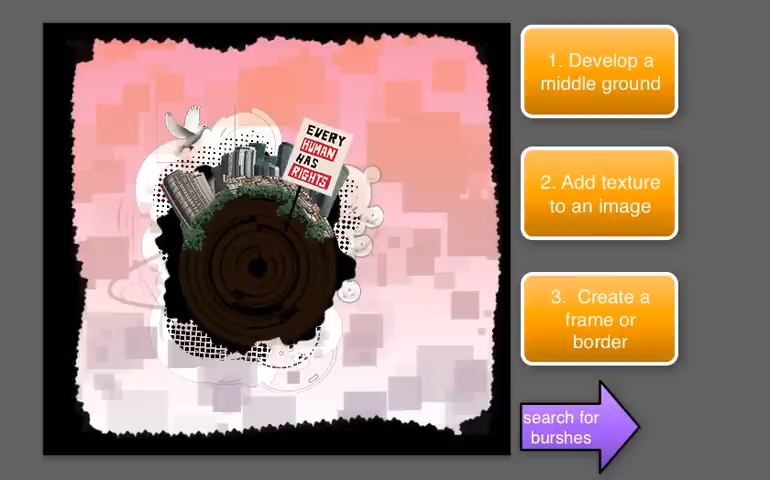 EVERY
HUMAN
HAS
RIGHTS
1. Develop a
middle ground
2. Add texture
to an image
3. Create a
frame or
border
search for
burshes